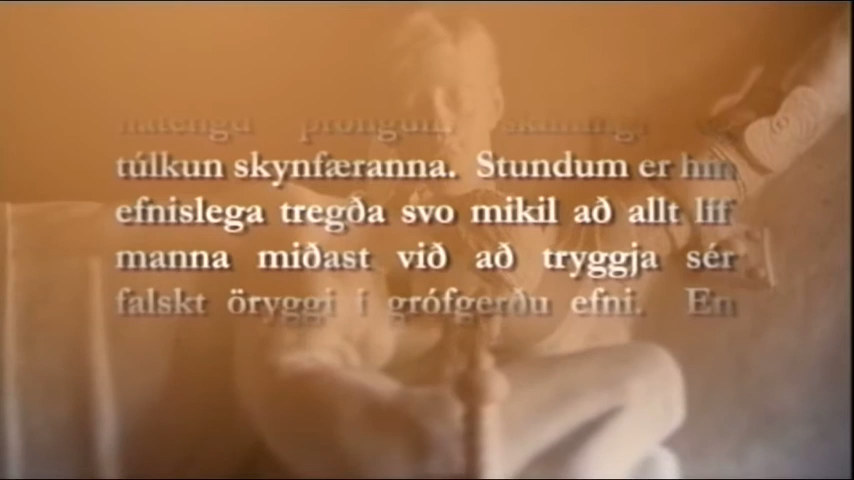 túlkun skynfæranna. Stundum er hin
efnislega tregða svo mikil að allt líf
manna miðast við að tryggja sér
falskt öryggi í grófgerðu efni. En